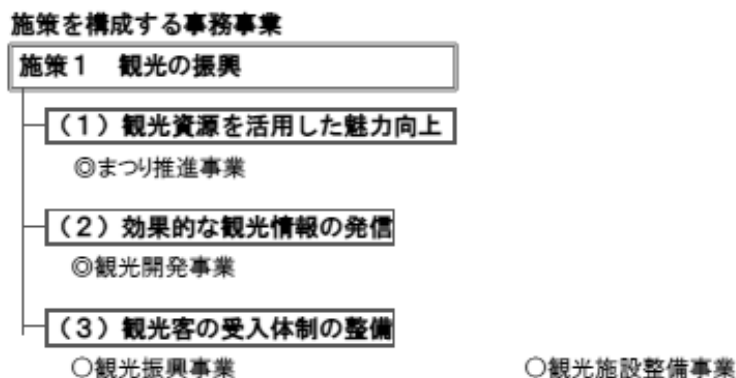 施策を構成する事務事業
施策１　観光の振興
（１）観光資源を活用した魅力向上
◎まつり推進事業
（２）効果的な観光情報の発信
◎観光開発事業
（３）観光客の受入体制の整備
○観光振興事業　○観光施設整備事業